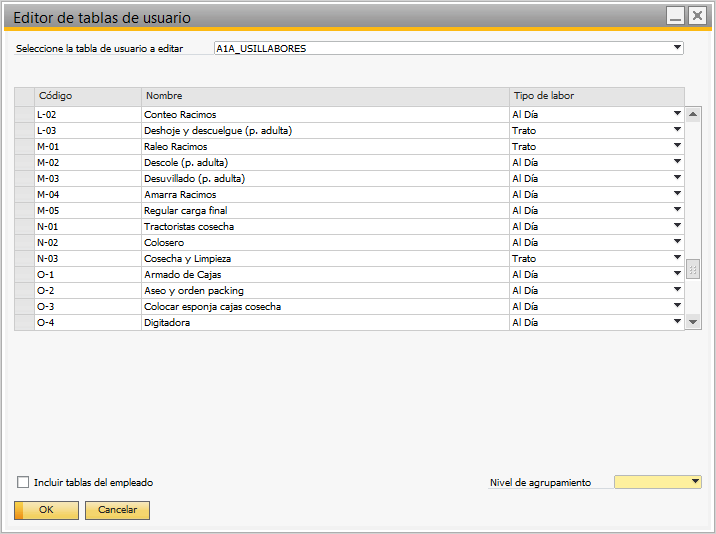 Editor de tablas de usuario
Seleccione la tabla de usuario a editar A1A_USILLABORES
Código Nombre Tipo de labor
L-02 Conteo Racimos Al Día
L-03 Deshoje y descuelgue (p. adulta) Trato
M-01 Raleo Racimos Trato
M-02 Descole (p. adulta) Al Día
M-03 Desuvillado (p. adulta) Al Día
M-04 Amarra Racimos Al Día
M-05 Regular carga final Al Día
N-01 Tractoristas cosecha Al Día
N-02 Colosero Al Día
N-03 Cosecha y Limpieza Trato
O-1 Armado de Cajas Al Día
O-2 Aseo y orden packing Al Día
O-3 Colocar esponja cajas cosecha Al Día
O-4 Digitadora Al Día
Incluir tablas del empleado Nivel de agrupamiento
OK Cancelar